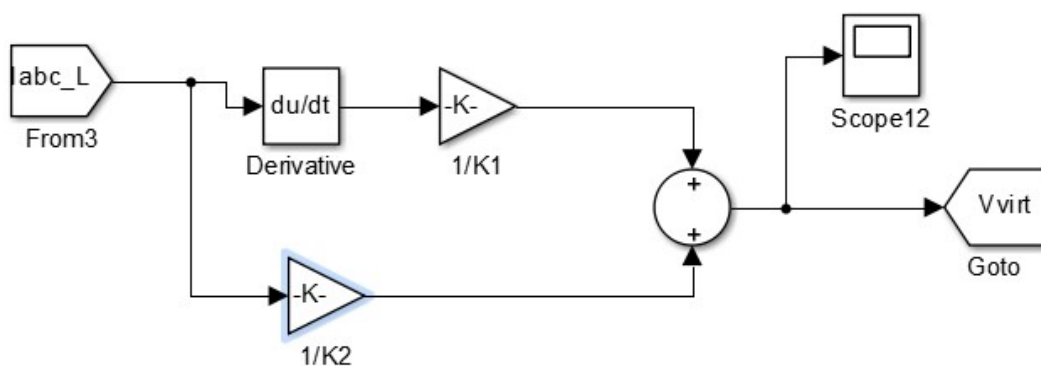 Iabc_L
From3
du/dt
Derivative
-K-
1/K1
-K-
1/K2
+
+
Scope12
Vvirt
Goto